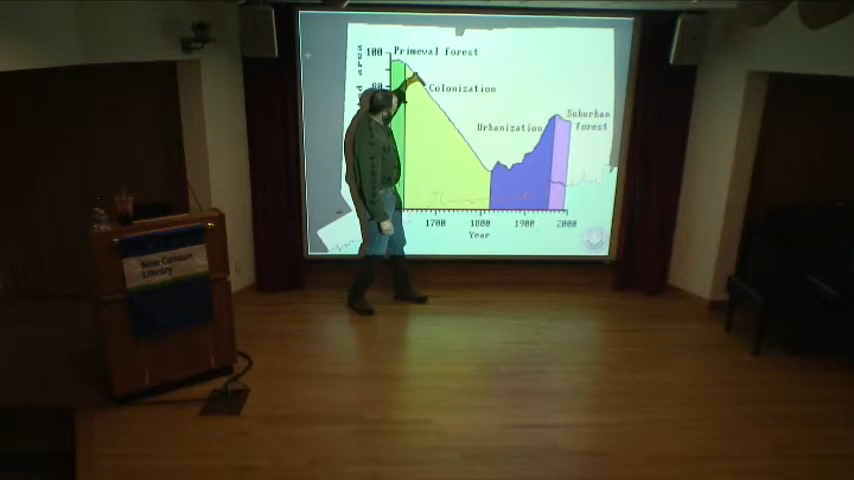 100
Primeval forest
Colonization
Urbanization
Suburban
forest
1700
1800
1900
2000
Year
New Canaan
Library